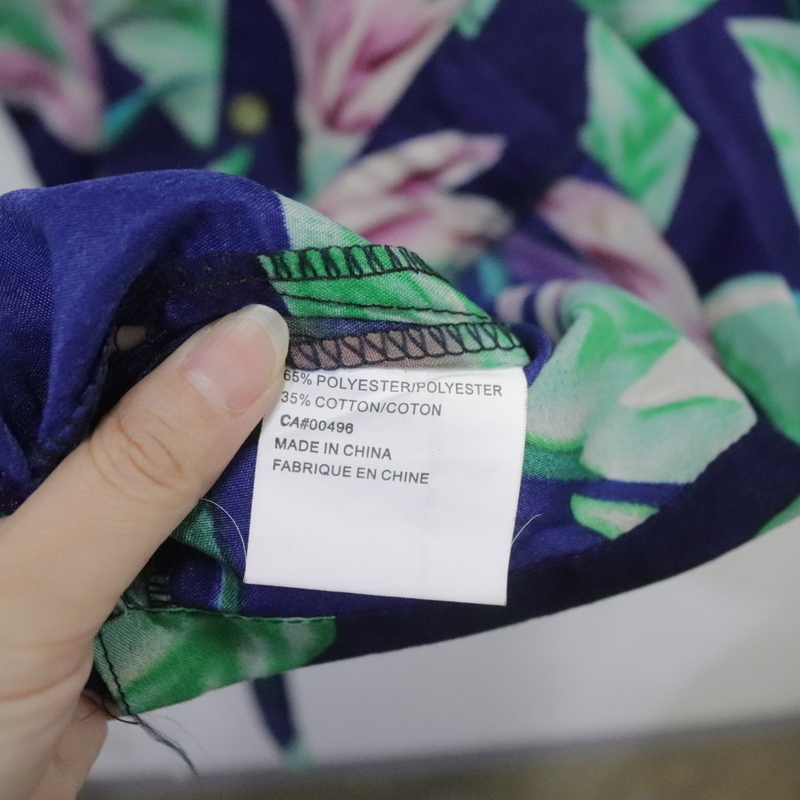 65% POLYESTER/POLYESTER
35% COTTON/COTON
CA#00496
MADE IN CHINA
FABRIQUE EN CHINE